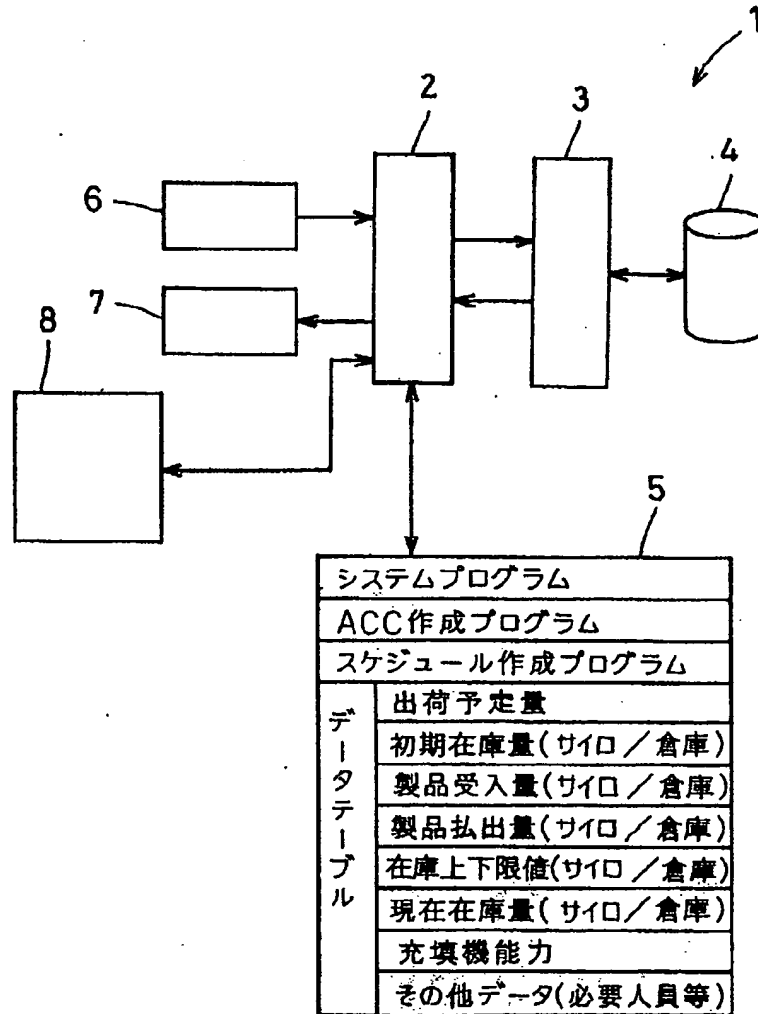 1
2
3
4
6
7
8
5
システムプログラム
ACC作成プログラム
スケジュール作成プログラム
データテーブル
出荷予定量
初期在庫量(サイロ/倉庫)
製品受入量(サイロ/倉庫)
製品払出量(サイロ/倉庫)
在庫上下限値(サイロ/倉庫)
現在在庫量(サイロ/倉庫)
充填機能力
その他データ(必要人員等)